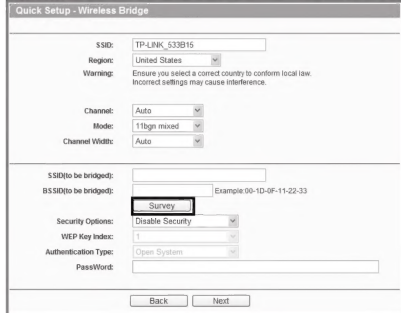 Quick Setup - Wireless Bridge
SSID: TP-LINK_533B15
Region: United States
Warning: Ensure you select a correct country to conform local law.
Incorrect settings may cause interference.
Channel: Auto
Mode: 11bgn mixed
Channel Width: Auto
SSID(to be bridged):
BSSID(to be bridged): Example:00-1D-0F-11-22-33
Survey
Security Options: Disable Security
WEP Key Index: 1
Authentication Type: Open System
PassWord:
Back Next